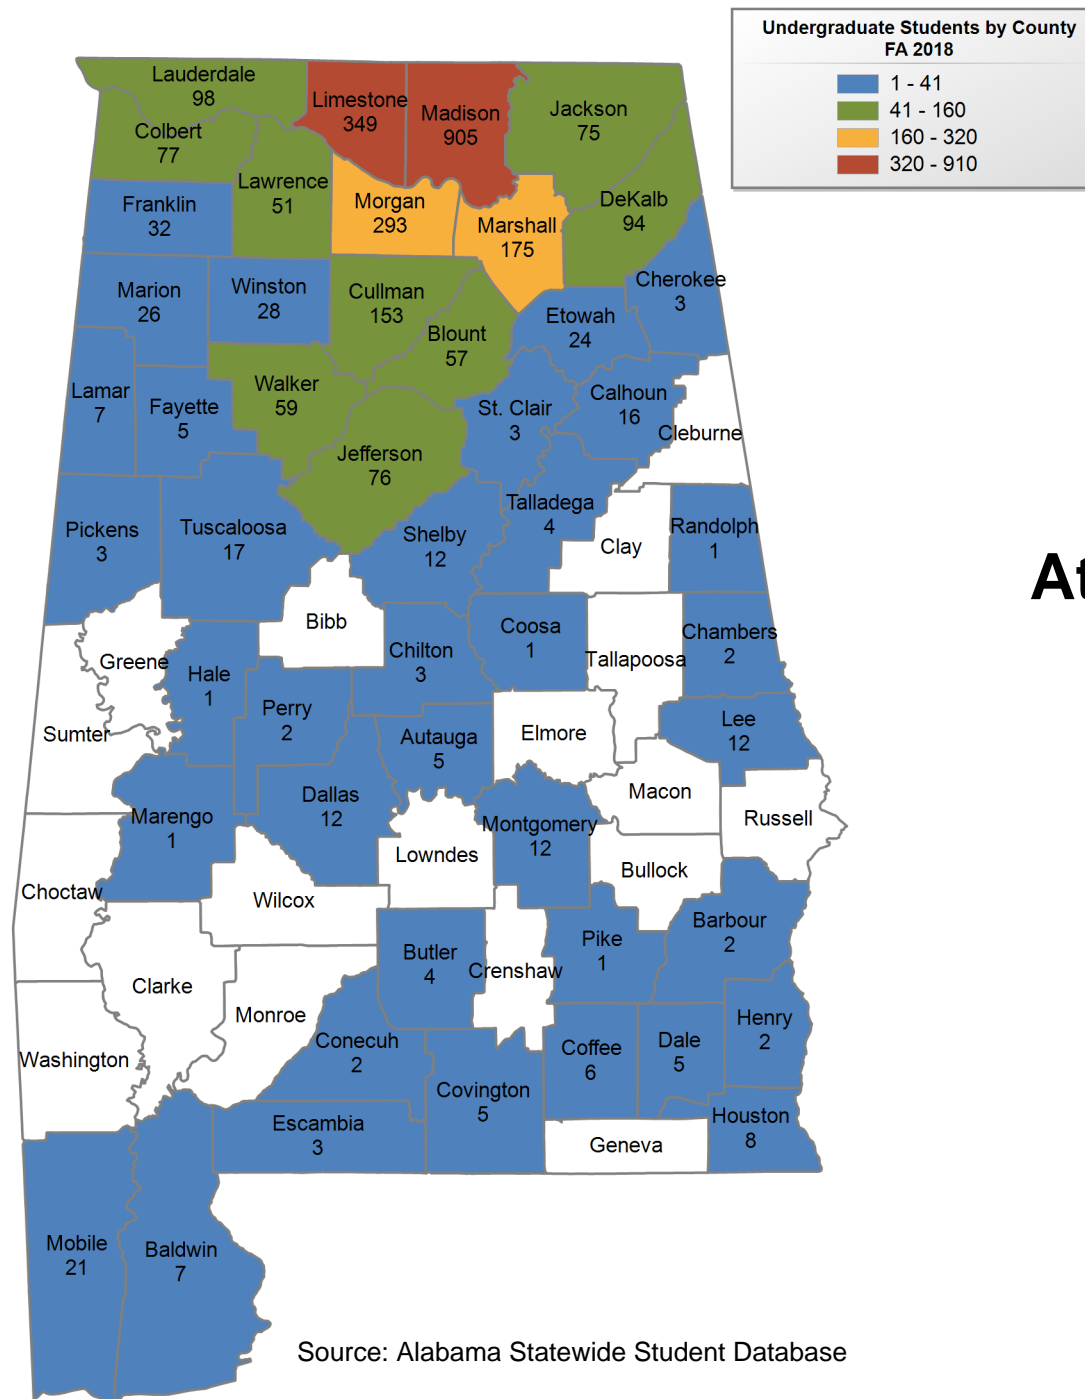 Undergraduate Students by County
FA 2018
1 - 41
41 - 160
160 - 320
320 - 910
Lauderdale
98
Limestone
349
Madison
905
Jackson
75
Colbert
77
Lawrence
51
Franklin
32
Morgan
293
Marshall
175
DeKalb
94
Cherokee
3
Marion
26
Winston
28
Cullman
153
Blount
57
Etowah
24
Lamar
7
Fayette
5
Walker
59
St. Clair
3
Calhoun
16
Cleburne
Jefferson
76
Pickens
3
Tuscaloosa
17
Shelby
12
Talladega
4
Clay
Randolph
1
At
Bibb
Greene
Hale
1
Chilton
3
Coosa
1
Tallapoosa
Chambers
2
Sumter
Perry
2
Autauga
5
Elmore
Lee
12
Marengo
1
Dallas
12
Montgomery
12
Macon
Russell
Lowndes
Bullock
Choctaw
Wilcox
Butler
4
Crenshaw
Pike
1
Barbour
2
Clarke
Monroe
Washington
Conecuh
2
Covington
5
Coffee
6
Dale
5
Henry
2
Escambia
3
Geneva
Houston
8
Mobile
21
Baldwin
7
Source: Alabama Statewide Student Database